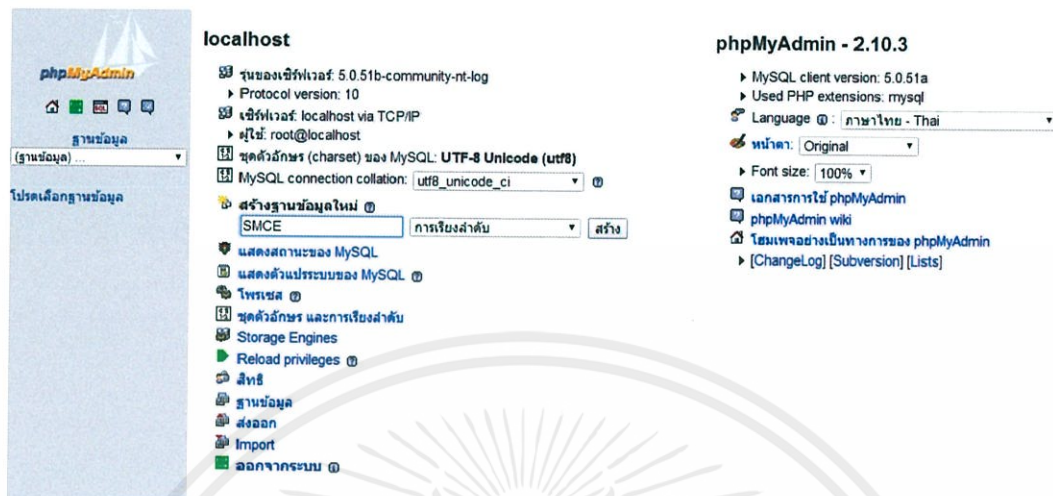 phpMyAdmin
ฐานข้อมูล
(ฐานข้อมูล) ...
โปรดเลือกฐานข้อมูล
localhost
รุ่นของเซิร์ฟเวอร์: 5.0.51b-community-nt-log
Protocol version: 10
เซิร์ฟเวอร์: localhost via TCP/IP
ผู้ใช้: root@localhost
ชุดตัวอักษร (charset) ของ MySQL: UTF-8 Unicode (utf8)
MySQL connection collation: utf8_unicode_ci
สร้างฐานข้อมูลใหม่
SMCE การเรียงลำดับ สร้าง
แสดงสถานะของ MySQL
แสดงตัวแปรระบบของ MySQL
โพรเซส
ชุดตัวอักษร และการเรียงลำดับ
Storage Engines
Reload privileges
สิทธิ
ฐานข้อมูล
ส่งออก
Import
ออกจากระบบ
phpMyAdmin - 2.10.3
MySQL client version: 5.0.51a
Used PHP extensions: mysql
Language : ภาษาไทย - Thai
หน้าตา: Original
Font size: 100%
เอกสารการใช้ phpMyAdmin
phpMyAdmin wiki
โฮมเพจอย่างเป็นทางการของ phpMyAdmin
[ChangeLog] [Subversion] [Lists]